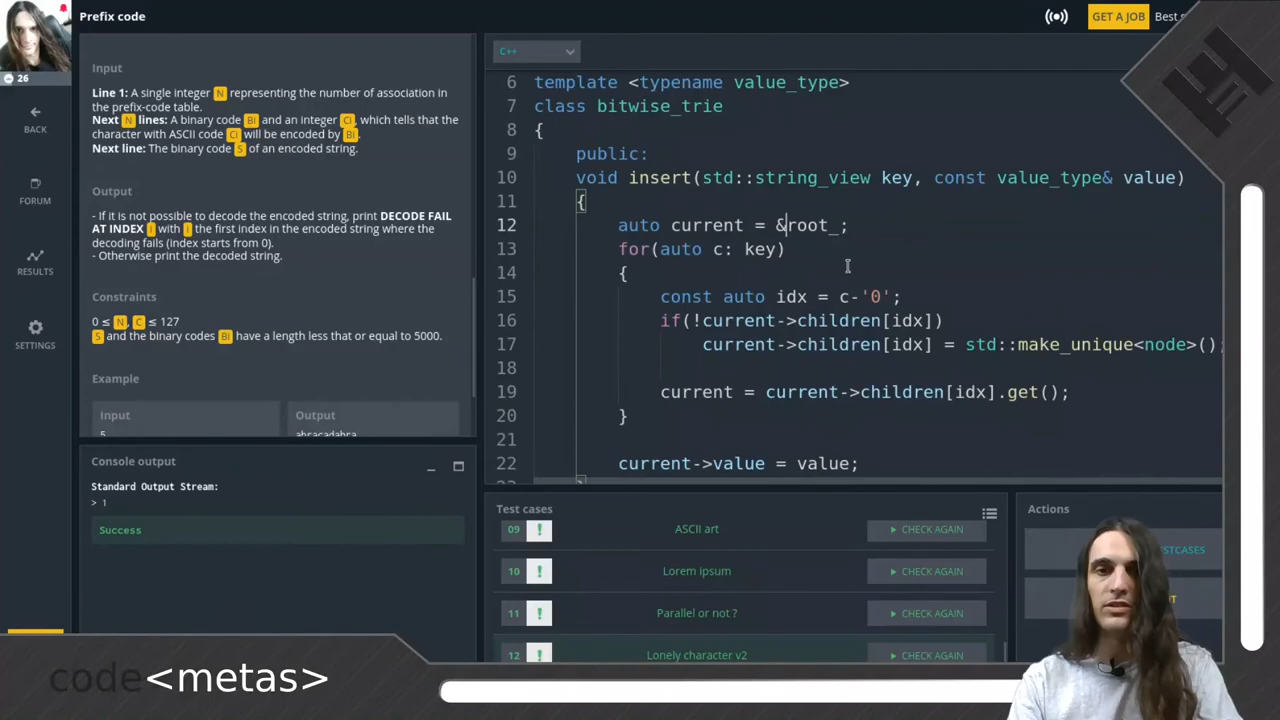 Prefix code
GET A JOB
Best
26
BACK
FORUM
RESULTS
SETTINGS
Input
Line 1: A single integer N representing the number of association in
the prefix-code table.
Next N lines: A binary code Bi and an integer Ci, which tells that the
character with ASCII code Ci will be encoded by Bi.
Next line: The binary code S of an encoded string.
Output
- If it is not possible to decode the encoded string, print DECODE FAIL
AT INDEX i with i the first index in the encoded string where the
decoding fails (index starts from 0).
- Otherwise print the decoded string.
Constraints
0 ≤ N, C ≤ 127
S and the binary codes Bi have a length less that or equal to 5000.
Example
Input
Output
5
abracadabra
Console output
Standard Output Stream:
> 1
Success
C++
6 template <typename value_type>
7 class bitwise_trie
8 {
9 public:
10 void insert(std::string_view key, const value_type& value)
11 {
12 auto current = &root_;
13 for(auto c: key)
14 {
15 const auto idx = c-'0';
16 if(!current->children[idx])
17 current->children[idx] = std::make_unique<node>();
18
19 current = current->children[idx].get();
20 }
21
22 current->value = value;
Test cases
09 ASCII art CHECK AGAIN
10 Lorem ipsum CHECK AGAIN
11 Parallel or not ? CHECK AGAIN
12 Lonely character v2 CHECK AGAIN
Actions
code<metas>